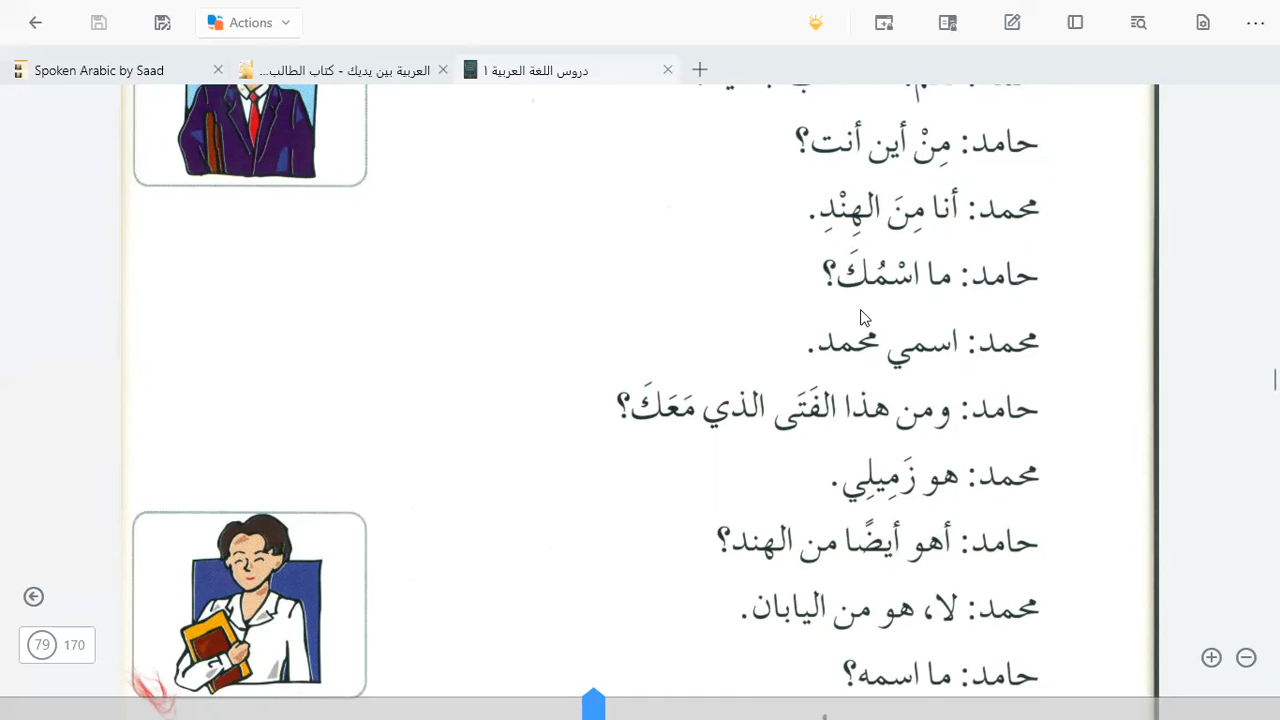 Actions
Spoken Arabic by Saad
العربية بين يديك - كتاب الطالب...
دروس اللغة العربية ١
حامد: مِنْ أين أنت؟
محمد: أنا مِنَ الهِنْدِ.
حامد: ما اسْمُكَ؟
محمد: اسمي محمد.
حامد: ومن هذا الفَتَى الذي مَعَكَ؟
محمد: هو زَمِيلِي.
حامد: أهو أيضًا من الهند؟
محمد: لا، هو من اليابان.
حامد: ما اسمه؟
79 170